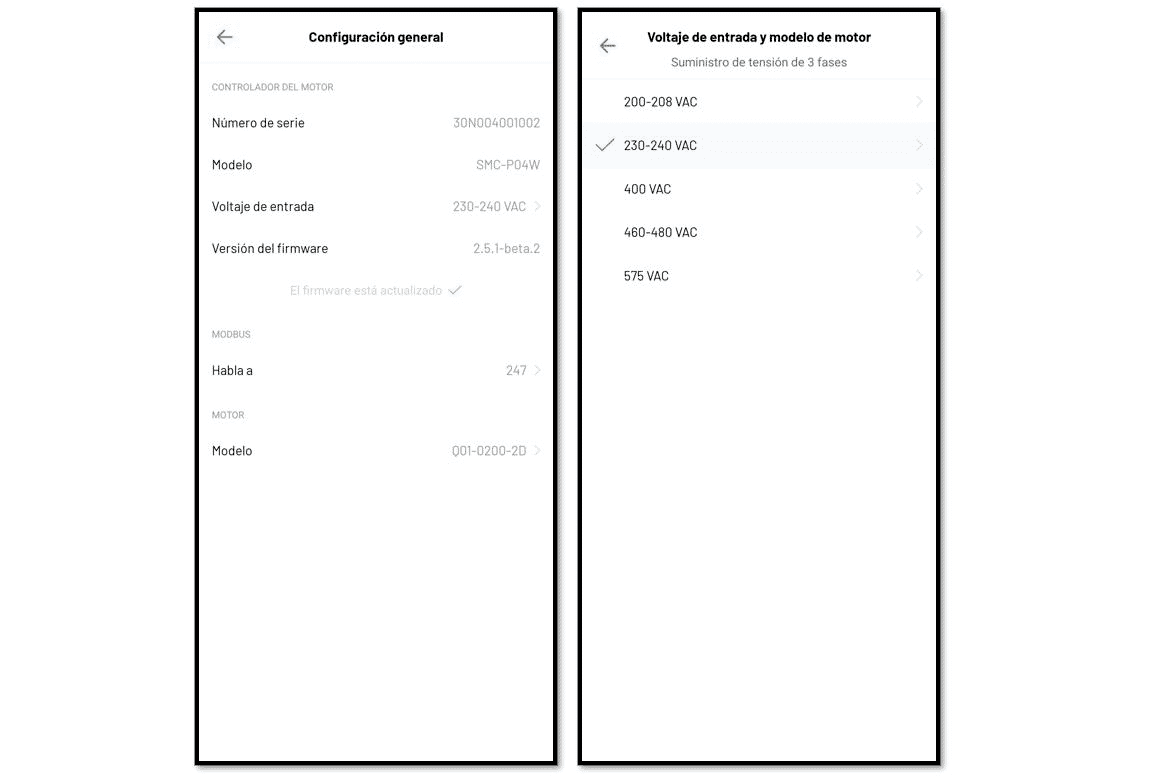 Configuración general
CONTROLADOR DEL MOTOR
Número de serie 30N004001002
Modelo SMC-P04W
Voltaje de entrada 230-240 VAC
Versión del firmware 2.5.1-beta.2
El firmware está actualizado
MODBUS
Habla a 247
MOTOR
Modelo Q01-0200-2D
Voltaje de entrada y modelo de motor
Suministro de tensión de 3 fases
200-208 VAC
230-240 VAC
400 VAC
460-480 VAC
575 VAC